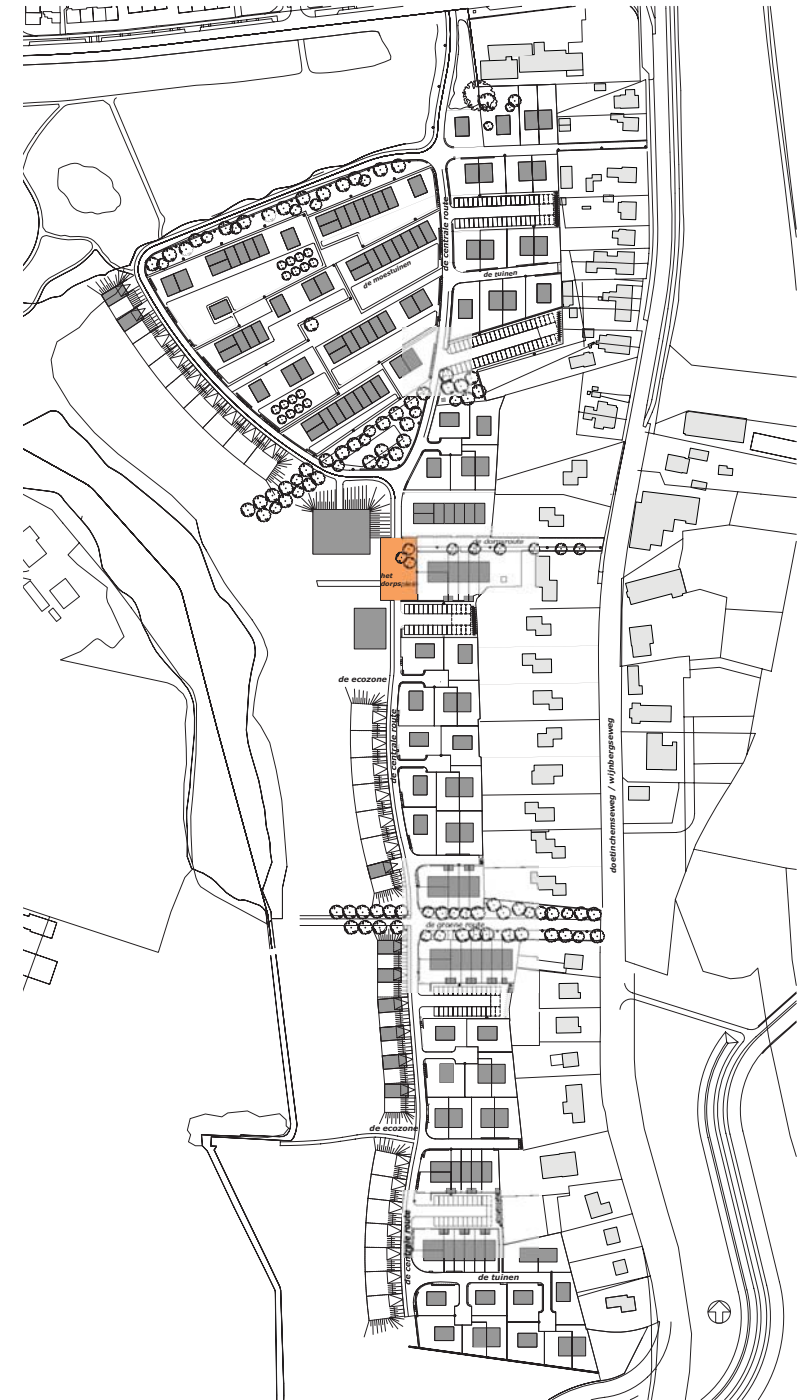 de centrale route
de tuinen
de moestuinen
de dorpsroute
het
dorpsplein
de ecozone
de centrale route
doetinchemseweg / wijnbergseweg
de groene route
de ecozone
de centrale route
de tuinen